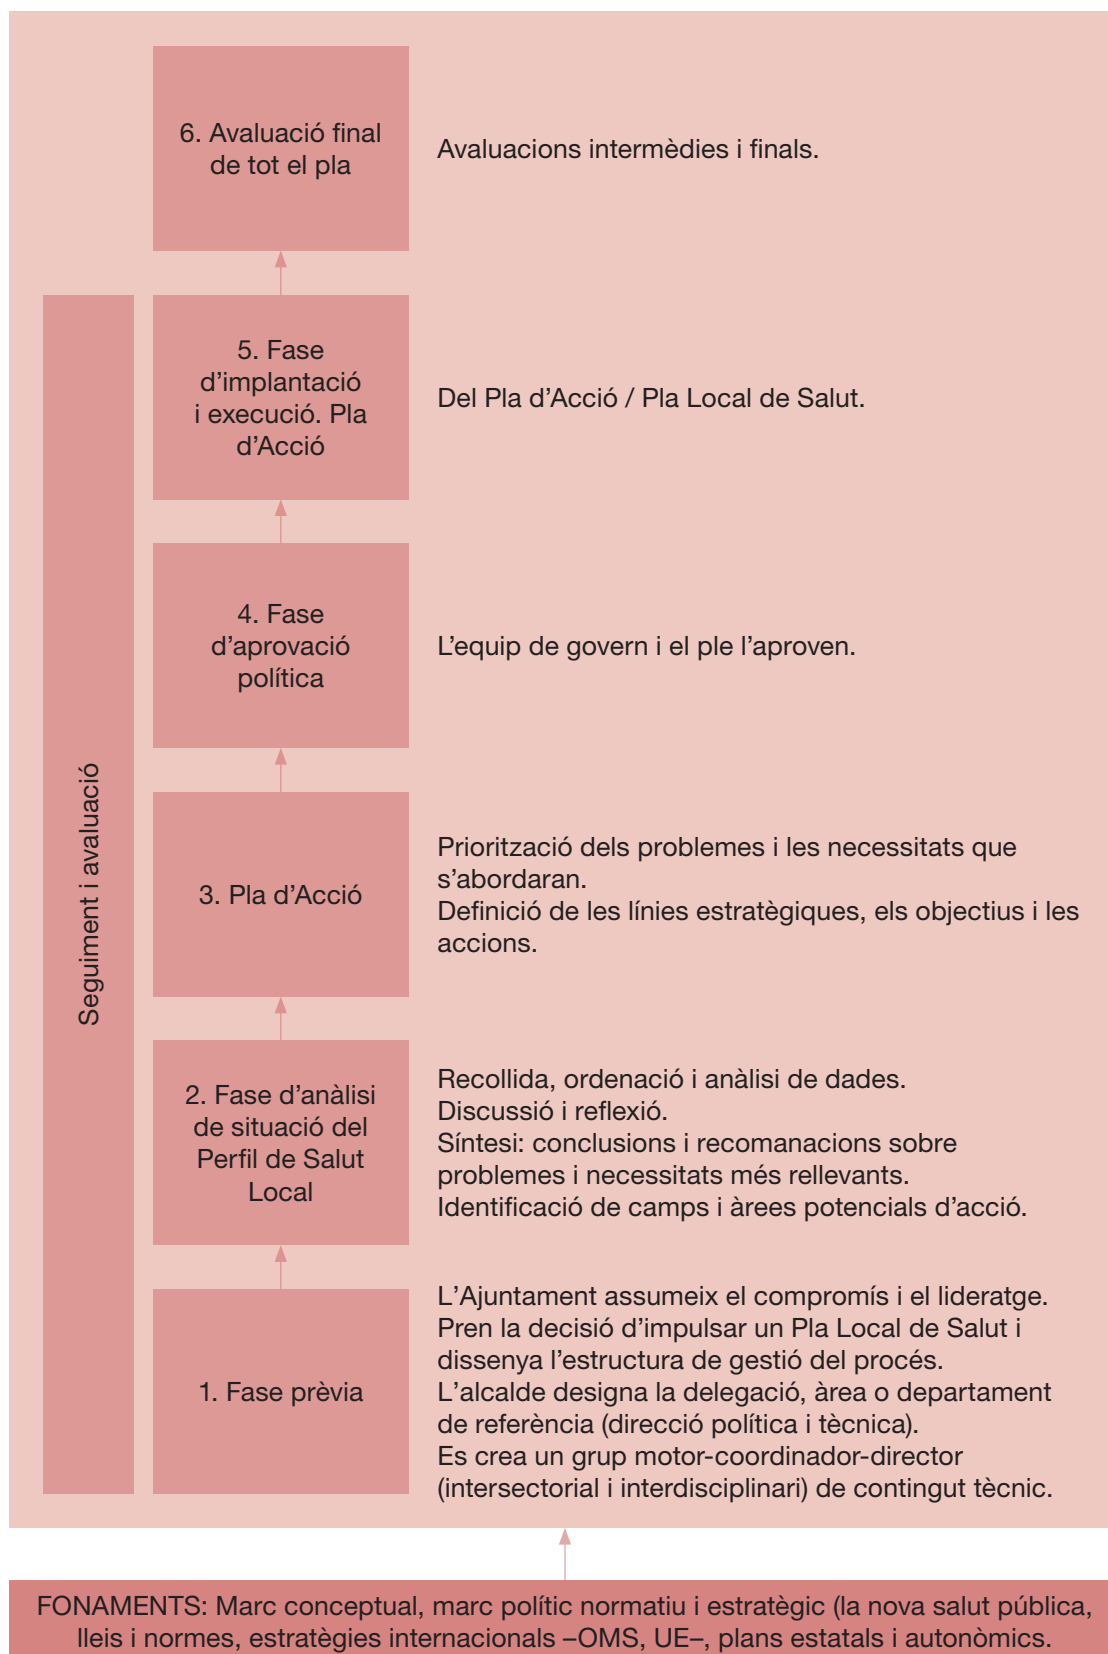 6. Avaluació final
de tot el pla
Avaluacions intermèdies i finals.
5. Fase
d’implantació
i execució. Pla
d’Acció
Del Pla d’Acció / Pla Local de Salut.
4. Fase
d’aprovació
política
L’equip de govern i el ple l’aproven.
Seguiment i avaluació
3. Pla d’Acció
Priorització dels problemes i les necessitats que
s’abordaran.
Definició de les línies estratègiques, els objectius i les
accions.
2. Fase d’anàlisi
de situació del
Perfil de Salut
Local
Recollida, ordenació i anàlisi de dades.
Discussió i reflexió.
Síntesi: conclusions i recomanacions sobre
problemes i necessitats més rellevants.
Identificació de camps i àrees potencials d’acció.
1. Fase prèvia
L’Ajuntament assumeix el compromís i el lideratge.
Pren la decisió d’impulsar un Pla Local de Salut i
dissenya l’estructura de gestió del procés.
L’alcalde designa la delegació, àrea o departament
de referència (direcció política i tècnica).
Es crea un grup motor-coordinador-director
(intersectorial i interdisciplinari) de contingut tècnic.
FONAMENTS: Marc conceptual, marc polític normatiu i estratègic (la nova salut pública,
lleis i normes, estratègies internacionals –OMS, UE–, plans estatals i autonòmics.